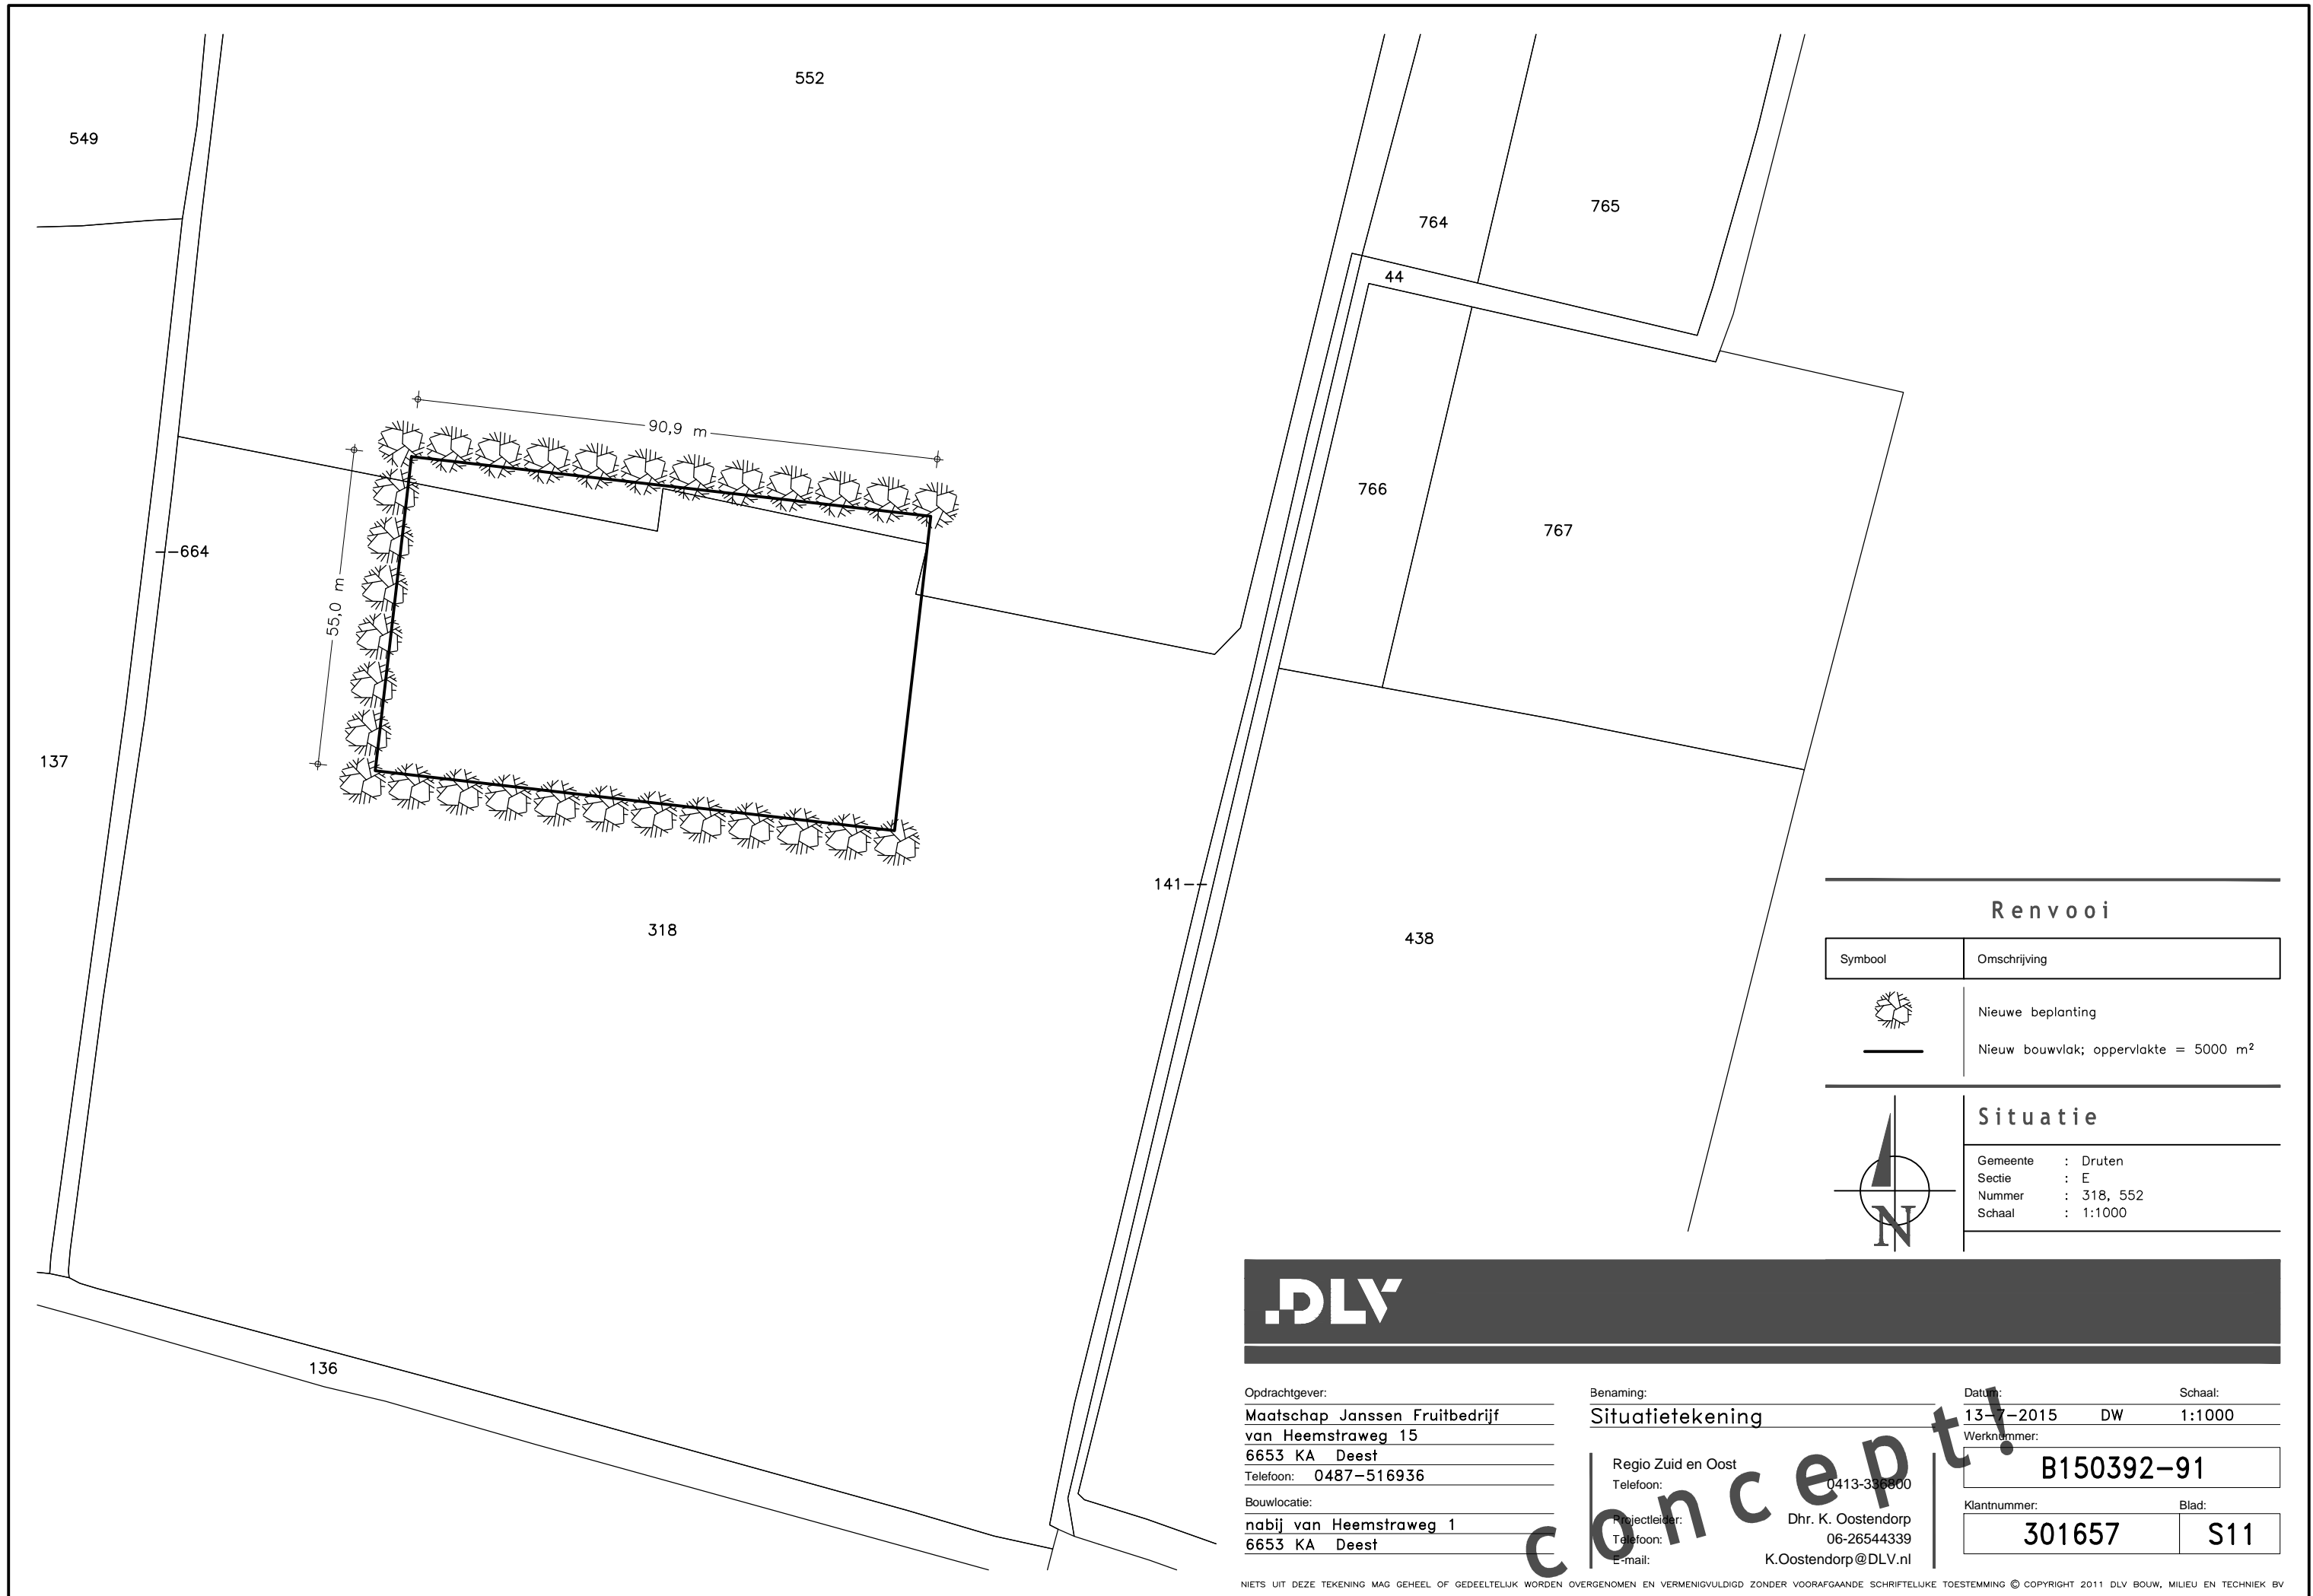 552
549
765
764
44
90,9 m
766
767
--664
55,0 m
137
141--
318
438
136
Renvooi
Symbool Omschrijving
Nieuwe beplanting
Nieuw bouwvlak; oppervlakte = 5000 m²
Situatie
Gemeente : Druten
Sectie : E
Nummer : 318, 552
Schaal : 1:1000
N
DLV
Opdrachtgever:
Maatschap Janssen Fruitbedrijf
van Heemstraweg 15
6653 KA Deest
Telefoon: 0487-516936
Bouwlocatie:
nabij van Heemstraweg 1
6653 KA Deest
Benaming:
Situatietekening
Regio Zuid en Oost
Telefoon: 0413-336800
Projectleider: Dhr. K. Oostendorp
Telefoon: 06-26544339
E-mail: K.Oostendorp@DLV.nl
concept!
Datum: Schaal:
13-7-2015 DW 1:1000
Werknummer:
B150392-91
Klantnummer: Blad:
301657 S11
NIETS UIT DEZE TEKENING MAG GEHEEL OF GEDEELTELIJK WORDEN OVERGENOMEN EN VERMENIGVULDIGD ZONDER VOORAFGAANDE SCHRIFTELIJKE TOESTEMMING © COPYRIGHT 2011 DLV BOUW, MILIEU EN TECHNIEK BV